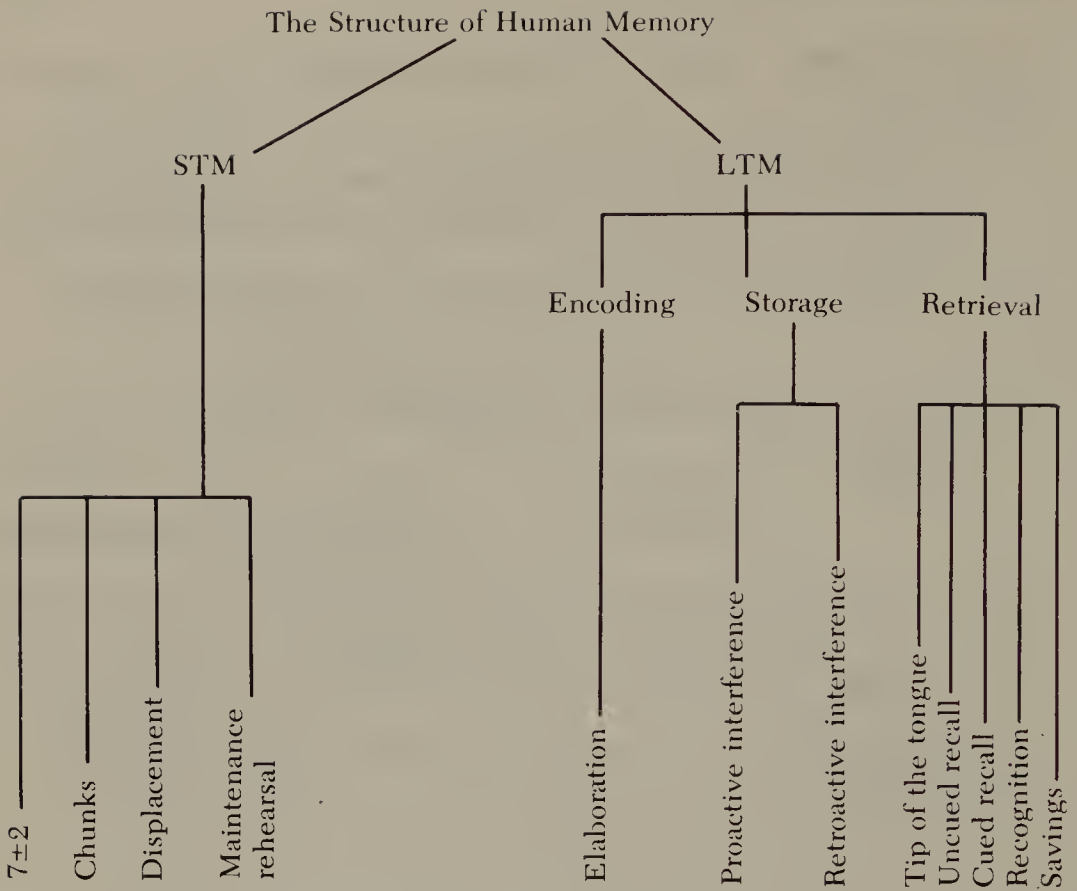 The Structure of Human Memory
STM
LTM
Encoding
Storage
Retrieval
7±2
Chunks
Displacement
Maintenance
rehearsal
Elaboration
Proactive interference
Retroactive interference
Tip of the tongue
Uncued recall
Cued recall
Recognition
Savings